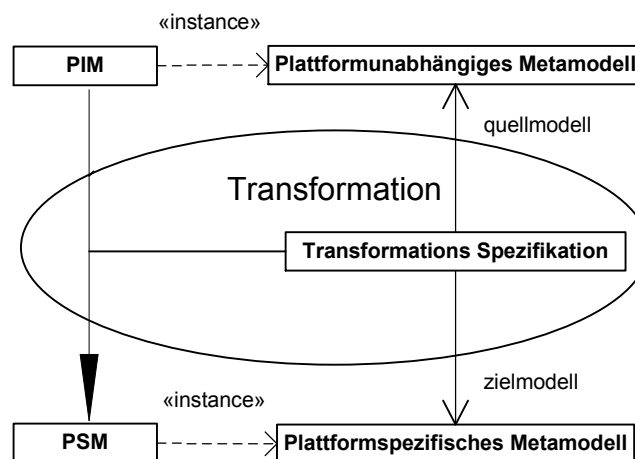 «instance»
PIM
Plattformunabhängiges Metamodell
quellmodell
Transformation
Transformations Spezifikation
zielmodell
«instance»
PSM
Plattformspezifisches Metamodell